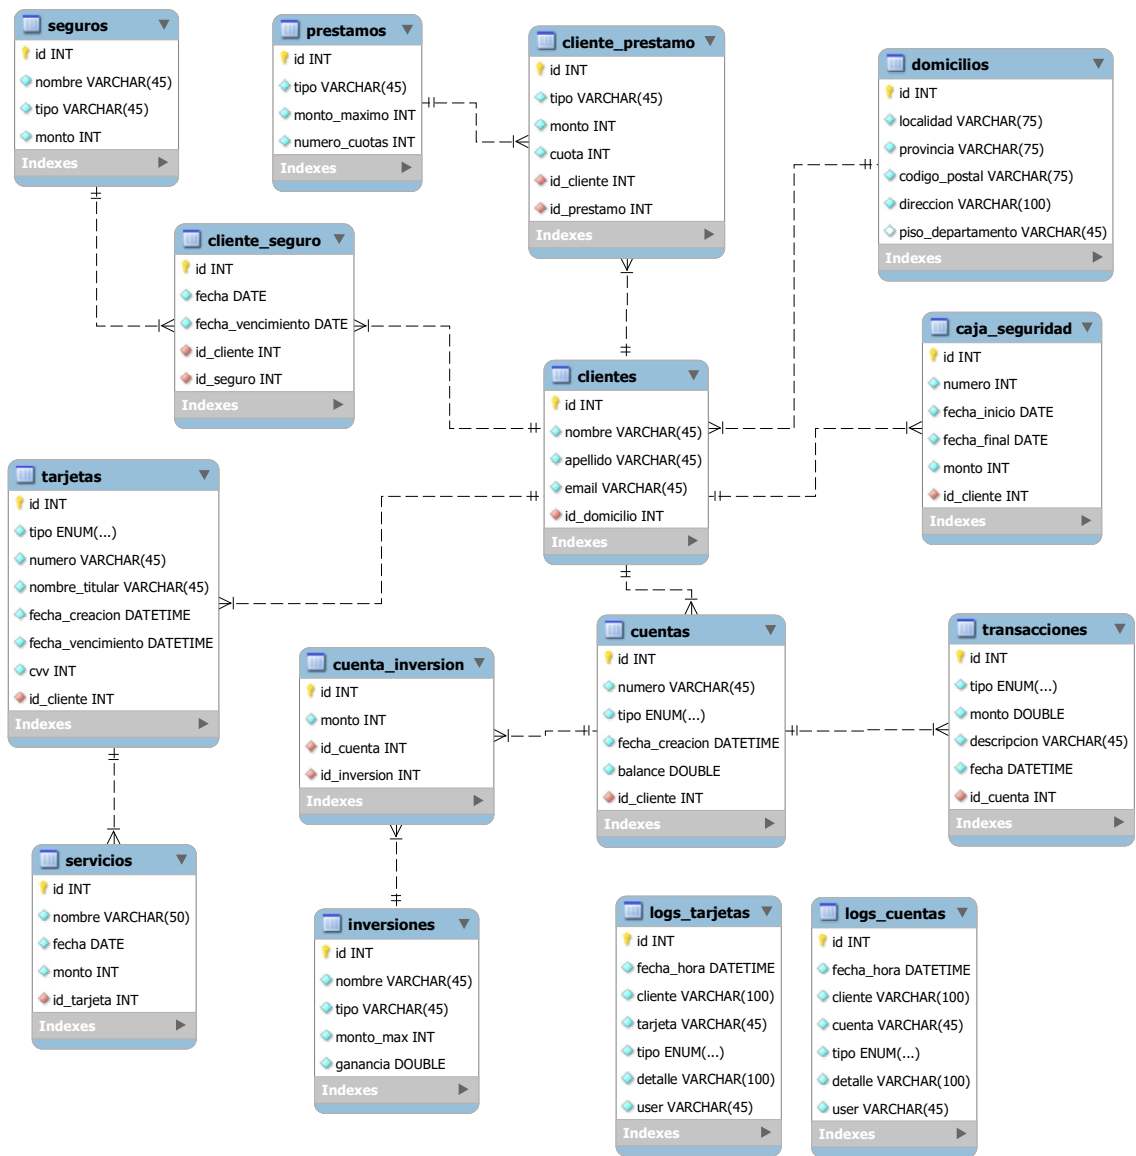 seguros
id INT
nombre VARCHAR(45)
tipo VARCHAR(45)
monto INT
Indexes
prestamos
id INT
tipo VARCHAR(45)
monto_maximo INT
numero_cuotas INT
Indexes
cliente_prestamo
id INT
tipo VARCHAR(45)
monto INT
cuota INT
id_cliente INT
id_prestamo INT
Indexes
domicilios
id INT
localidad VARCHAR(75)
provincia VARCHAR(75)
codigo_postal VARCHAR(75)
direccion VARCHAR(100)
piso_departamento VARCHAR(45)
Indexes
cliente_seguro
id INT
fecha DATE
fecha_vencimiento DATE
id_cliente INT
id_seguro INT
Indexes
clientes
id INT
nombre VARCHAR(45)
apellido VARCHAR(45)
email VARCHAR(45)
id_domicilio INT
Indexes
caja_seguridad
id INT
numero INT
fecha_inicio DATE
fecha_final DATE
monto INT
id_cliente INT
Indexes
tarjetas
id INT
tipo ENUM(...)
numero VARCHAR(45)
nombre_titular VARCHAR(45)
fecha_creacion DATETIME
fecha_vencimiento DATETIME
cvv INT
id_cliente INT
Indexes
cuenta_inversion
id INT
monto INT
id_cuenta INT
id_inversion INT
Indexes
cuentas
id INT
numero VARCHAR(45)
tipo ENUM(...)
fecha_creacion DATETIME
balance DOUBLE
id_cliente INT
Indexes
transacciones
id INT
tipo ENUM(...)
monto DOUBLE
descripcion VARCHAR(45)
fecha DATETIME
id_cuenta INT
Indexes
servicios
id INT
nombre VARCHAR(50)
fecha DATE
monto INT
id_tarjeta INT
Indexes
inversiones
id INT
nombre VARCHAR(45)
tipo VARCHAR(45)
monto_max INT
ganancia DOUBLE
Indexes
logs_tarjetas
id INT
fecha_hora DATETIME
cliente VARCHAR(100)
tarjeta VARCHAR(45)
tipo ENUM(...)
detalle VARCHAR(100)
user VARCHAR(45)
Indexes
logs_cuentas
id INT
fecha_hora DATETIME
cliente VARCHAR(100)
cuenta VARCHAR(45)
tipo ENUM(...)
detalle VARCHAR(100)
user VARCHAR(45)
Indexes